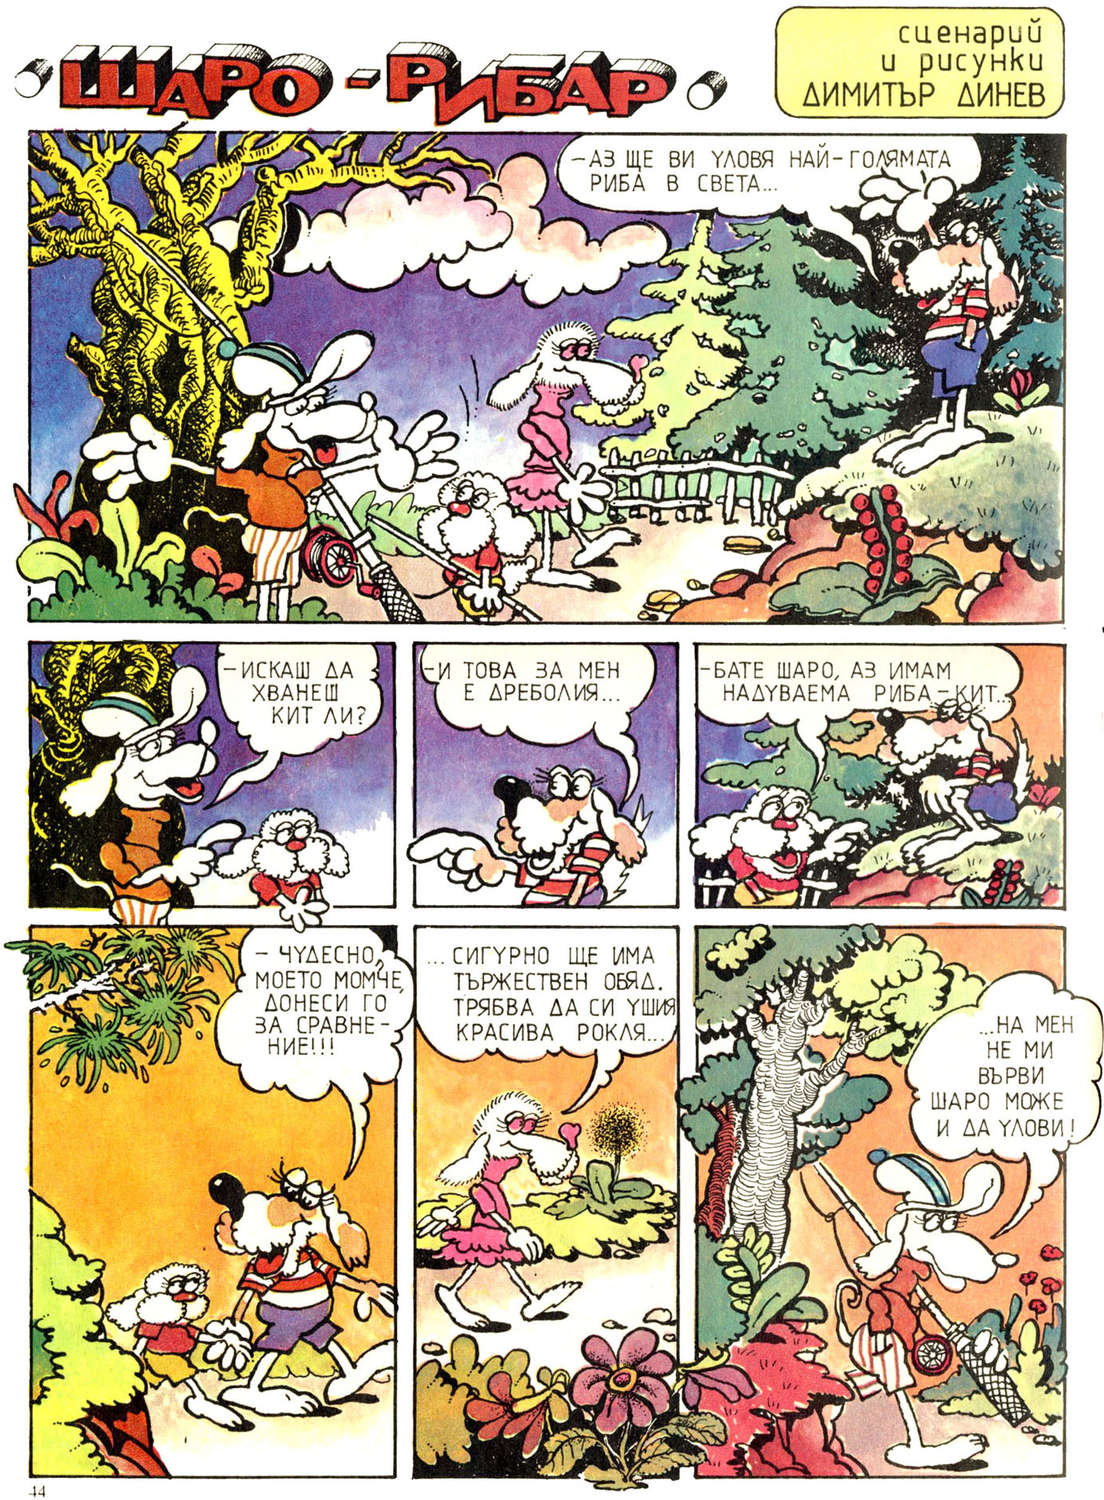 ШАРО - РИБАР
сценарий
и рисунки
ДИМИТЪР ДИНЕВ
- АЗ ЩЕ ВИ УЛОВЯ НАЙ-ГОЛЯМАТА
РИБА В СВЕТА...
- ИСКАШ ДА
ХВАНЕШ
КИТ ЛИ?
- И ТОВА ЗА МЕН
Е ДРЕБОЛИЯ...
- БАТЕ ШАРО, АЗ ИМАМ
НАДУВАЕМА РИБА - КИТ...
- ЧУДЕСНО,
МОЕТО МОМЧЕ,
ДОНЕСИ ГО
ЗА СРАВНЕ-
НИЕ!!!
...СИГУРНО ЩЕ ИМА
ТЪРЖЕСТВЕН ОБЯД.
ТРЯБВА ДА СИ УШИЯ
КРАСИВА РОКЛЯ...
...НА МЕН
НЕ МИ
ВЪРВИ
ШАРО МОЖЕ
И ДА УЛОВИ!
44